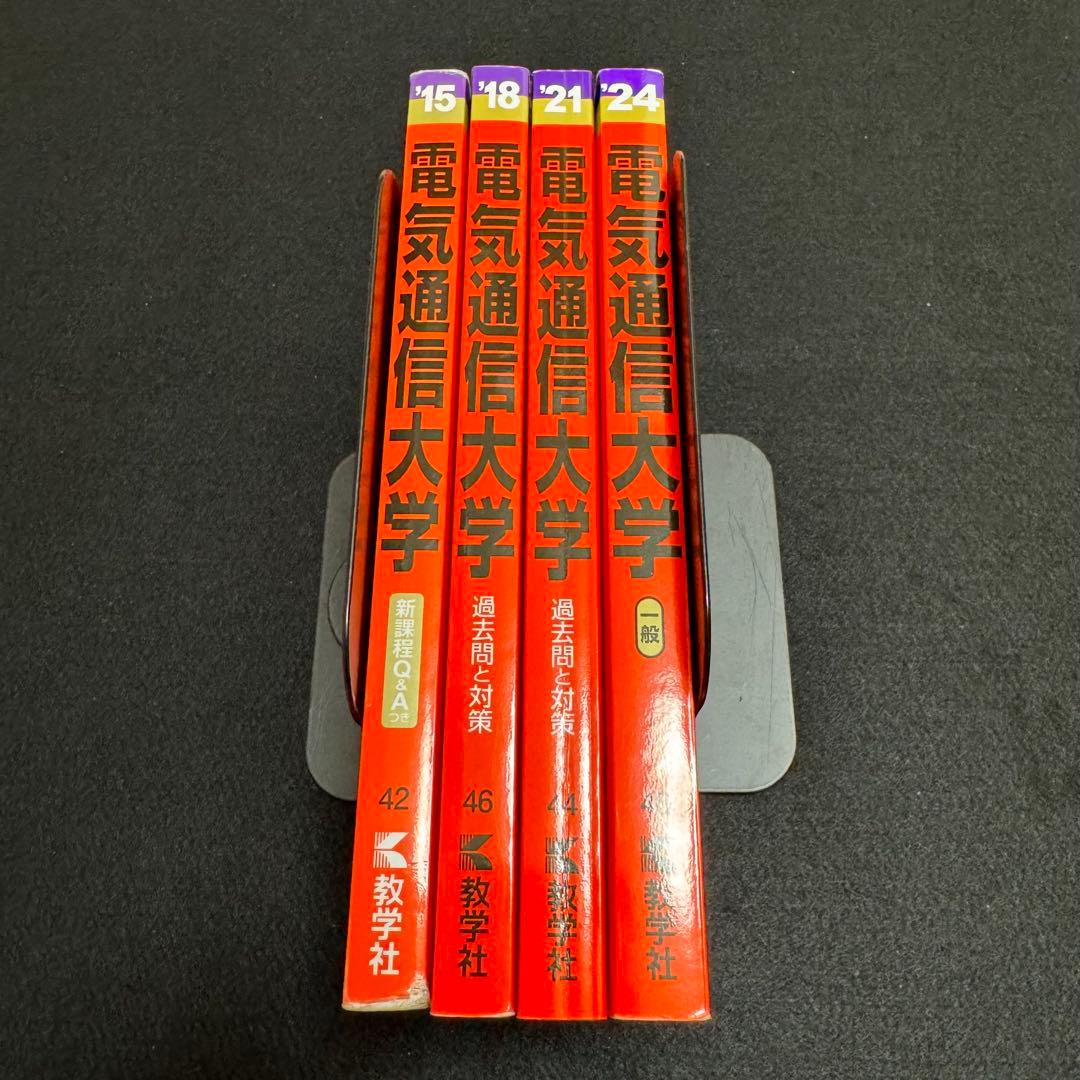 '15
電気通信大学
新課程Q&Aつき
42
教学社
'18
電気通信大学
過去問と対策
46
教学社
'21
電気通信大学
過去問と対策
44
教学社
'24
電気通信大学
一般
教学社